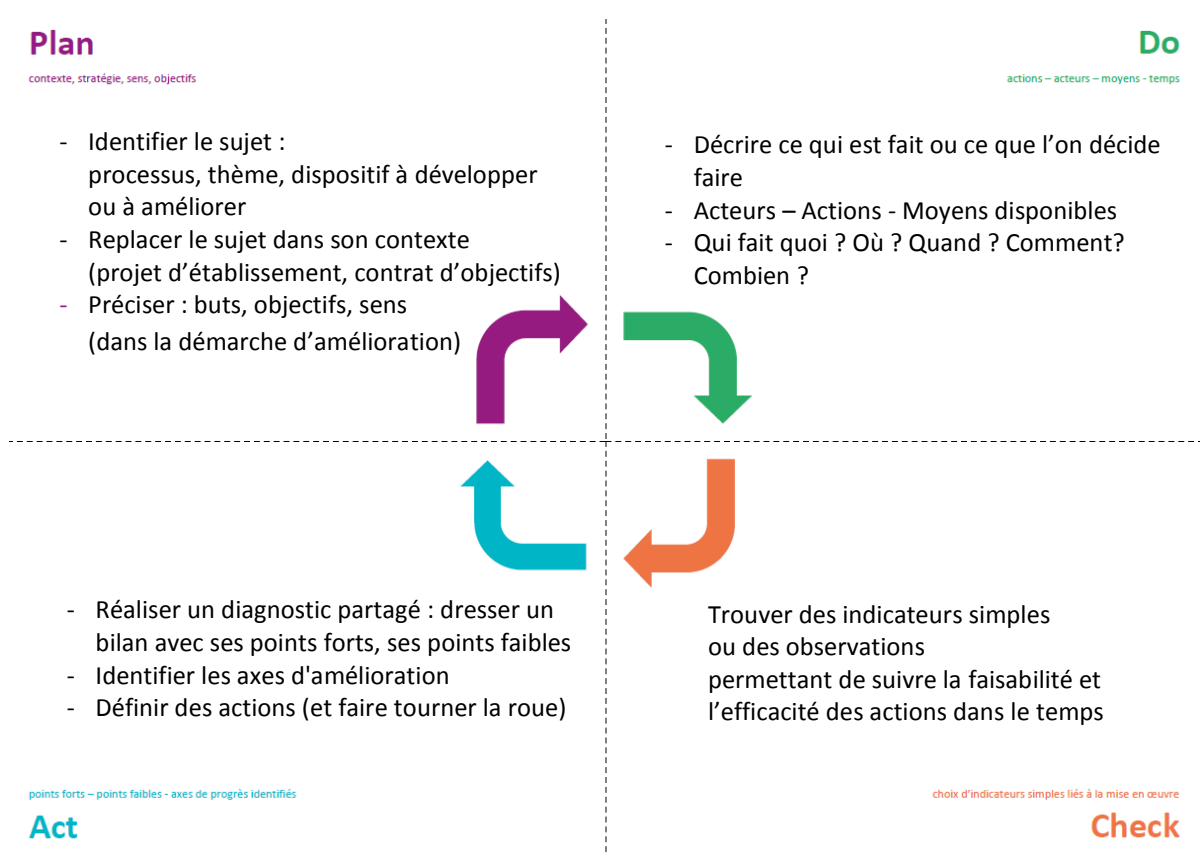 Plan
contexte, stratégie, sens, objectifs
- Identifier le sujet :
processus, thème, dispositif à développer
ou à améliorer
- Replacer le sujet dans son contexte
(projet d’établissement, contrat d’objectifs)
- Préciser : buts, objectifs, sens
(dans la démarche d’amélioration)
Do
actions – acteurs – moyens - temps
- Décrire ce qui est fait ou ce que l’on décide
faire
- Acteurs – Actions - Moyens disponibles
- Qui fait quoi ? Où ? Quand ? Comment?
Combien ?
- Réaliser un diagnostic partagé : dresser un
bilan avec ses points forts, ses points faibles
- Identifier les axes d'amélioration
- Définir des actions (et faire tourner la roue)
points forts – points faibles - axes de progrès identifiés
Act
Trouver des indicateurs simples
ou des observations
permettant de suivre la faisabilité et
l’efficacité des actions dans le temps
choix d’indicateurs simples liés à la mise en œuvre
Check